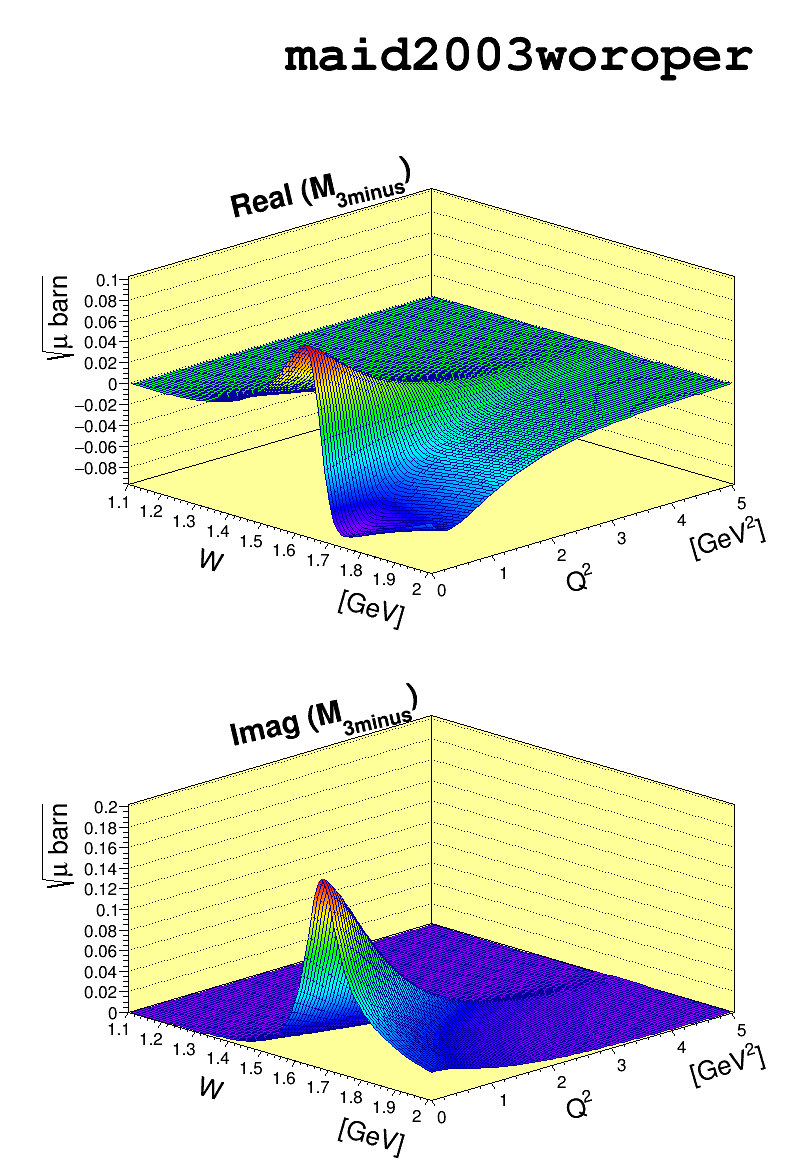 maid2003woroper
Real (M3minus)
√μ barn
0.1
0.08
0.06
0.04
0.02
0
−0.02
−0.04
−0.06
−0.08
1.1 1.2 1.3 1.4 1.5 1.6 1.7 1.8 1.9 2
W
[GeV]
0 1 2 3 4 5
Q2
[GeV2]
Imag (M3minus)
√μ barn
0.2
0.18
0.16
0.14
0.12
0.1
0.08
0.06
0.04
0.02
0
1.1 1.2 1.3 1.4 1.5 1.6 1.7 1.8 1.9 2
W
[GeV]
0 1 2 3 4 5
Q2
[GeV2]